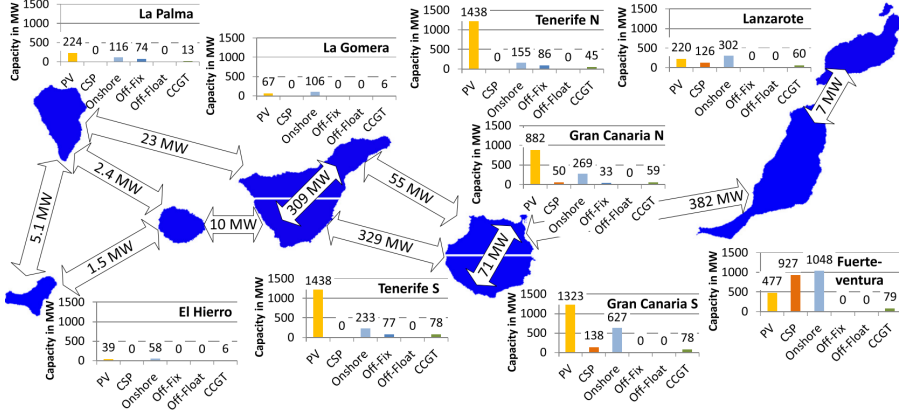 La Palma
Capacity in MW
1500
1000
500
0
224
0
116
74
0
13
PV
CSP
Onshore
Off-Fix
Off-Float
CCGT
La Gomera
Capacity in MW
1500
1000
500
0
67
0
106
0
0
6
PV
CSP
Onshore
Off-Fix
Off-Float
CCGT
Tenerife N
Capacity in MW
1438
1500
1000
500
0
0
155
86
0
45
PV
CSP
Onshore
Off-Fix
Off-Float
CCGT
Lanzarote
Capacity in MW
1500
1000
500
0
220
126
302
0
0
60
PV
CSP
Onshore
Off-Fix
Off-Float
CCGT
Gran Canaria N
Capacity in MW
1500
1000
500
0
882
50
269
33
0
59
PV
CSP
Onshore
Off-Fix
Off-Float
CCGT
23 MW
2.4 MW
5.1 MW
1.5 MW
10 MW
309 MW
55 MW
329 MW
71 MW
382 MW
7 MW
El Hierro
Capacity in MW
1500
1000
500
0
39
0
58
0
0
6
PV
CSP
Onshore
Off-Fix
Off-Float
CCGT
Tenerife S
Capacity in MW
1500
1000
500
0
1438
0
233
77
0
78
PV
CSP
Onshore
Off-Fix
Off-Float
CCGT
Gran Canaria S
Capacity in MW
1500
1000
500
0
1323
138
627
0
0
78
PV
CSP
Onshore
Off-Fix
Off-Float
CCGT
Fuerte-
ventura
Capacity in MW
1500
1000
500
0
477
927
1048
0
0
79
PV
CSP
Onshore
Off-Fix
Off-Float
CCGT